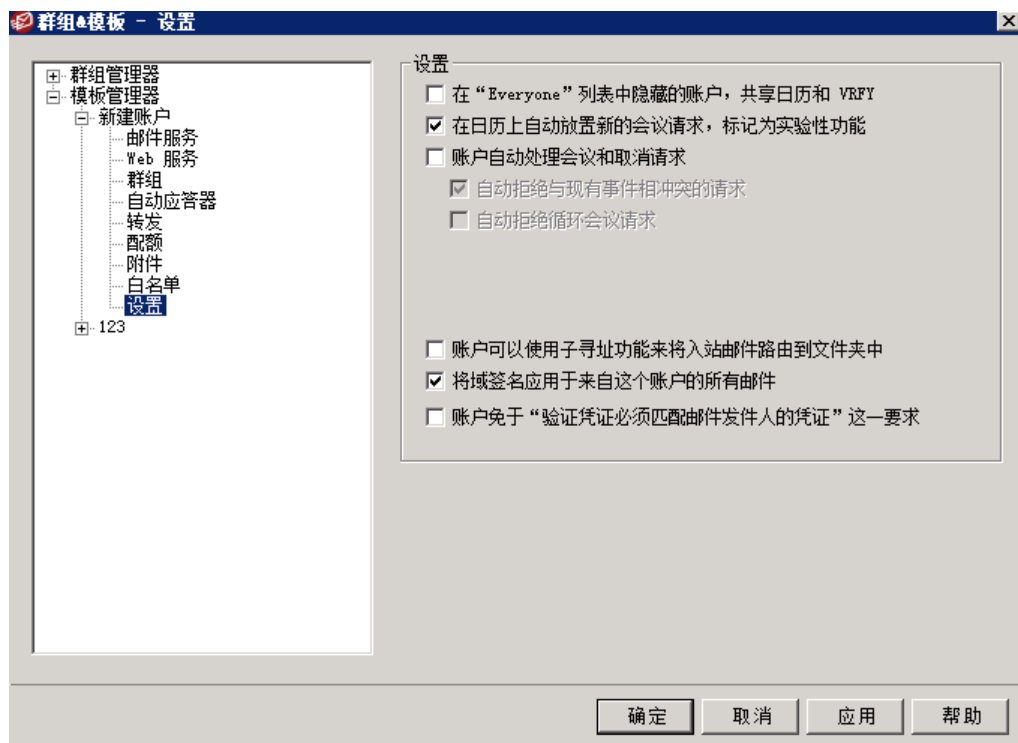 群组&模板 - 设置
群组管理器
模板管理器
新建账户
邮件服务
Web 服务
群组
自动应答器
转发
配额
附件
白名单
设置
123
设置
在“Everyone”列表中隐藏的账户，共享日历和 VRFY
在日历上自动放置新的会议请求，标记为实验性功能
账户自动处理会议和取消请求
自动拒绝与现有事件相冲突的请求
自动拒绝循环会议请求
账户可以使用子寻址功能来将入站邮件路由到文件夹中
将域签名应用于来自这个账户的所有邮件
账户免于“验证凭证必须匹配邮件发件人的凭证”这一要求
确定
取消
应用
帮助